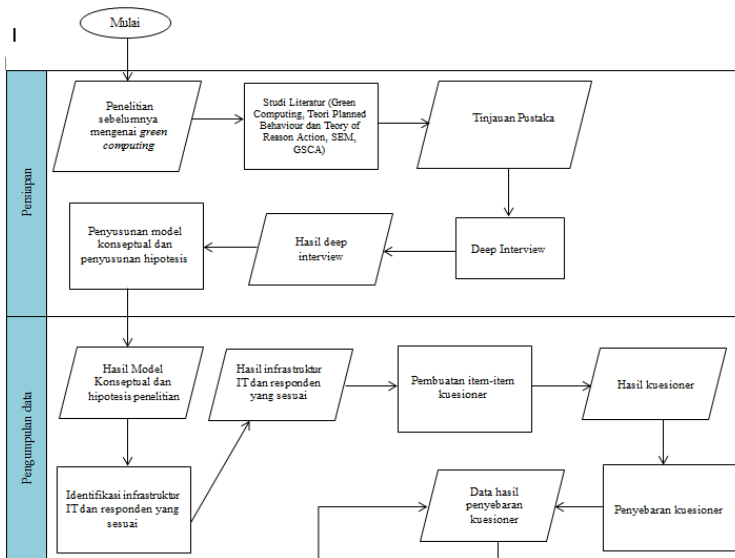 Mulai
I
Persiapan
Penelitian
sebelumnya
mengenai green
computing
Studi Literatur (Green
Computing, Teori Planned
Behaviour dan Teory of
Reason Action, SEM,
GSCA)
Tinjauan Pustaka
Deep Interview
Hasil deep
interview
Penyusunan model
konseptual dan
penyusunan hipotesis
Pengumpulan data
Hasil Model
Konseptual dan
hipotesis penelitian
Identifikasi infrastruktur
IT dan responden yang
sesuai
Hasil infrastruktur
IT dan responden
yang sesuai
Pembuatan item-item
kuesioner
Hasil kuesioner
Penyebaran kuesioner
Data hasil
penyebaran
kuesioner